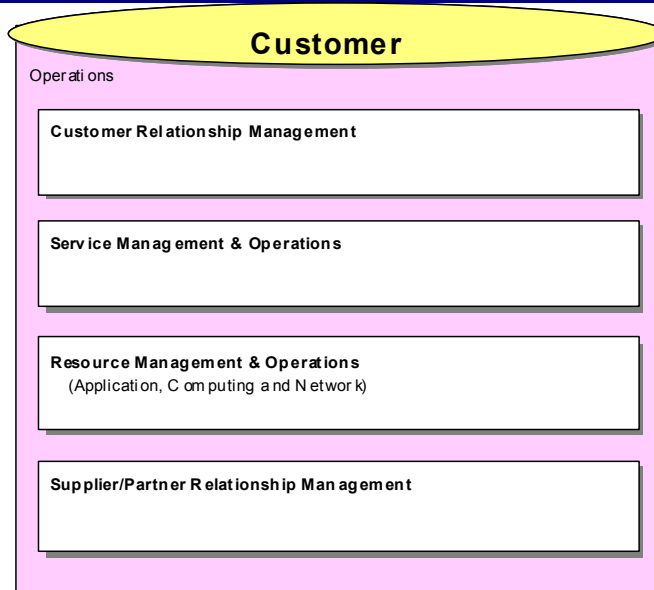 Customer
Operations
Customer Relationship Management
Service Management & Operations
Resource Management & Operations
(Application, Computing and Network)
Supplier/Partner Relationship Management